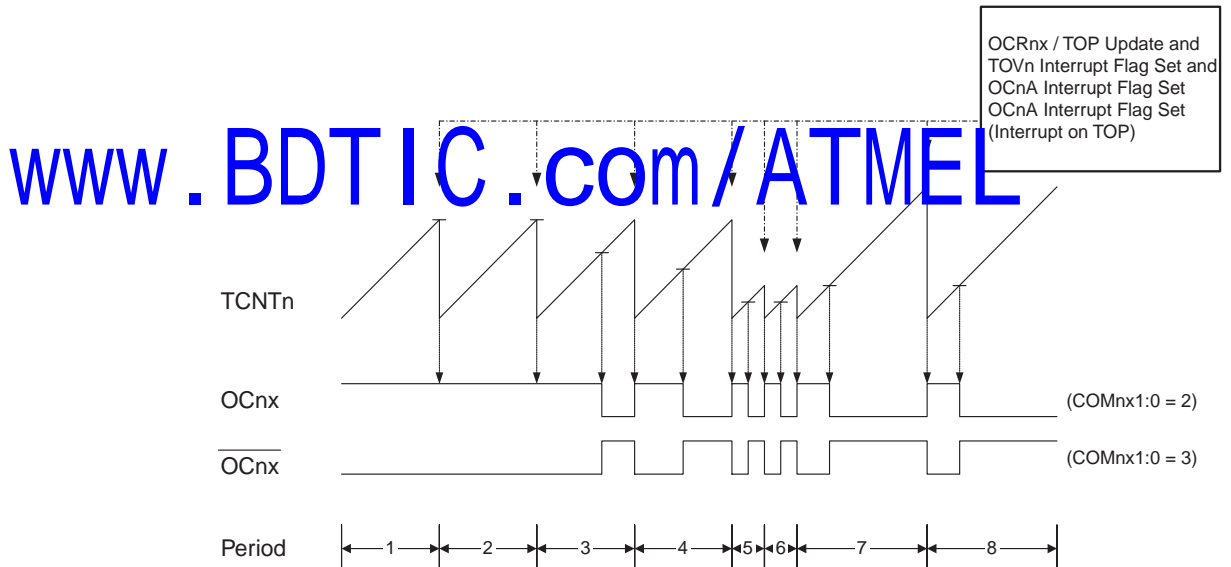 OCRnx / TOP Update and
TOVn Interrupt Flag Set and
OCnA Interrupt Flag Set
OCnA Interrupt Flag Set
(Interrupt on TOP)
www.BDTIC.com/ATMEL
TCNTn
OCnx
(COMnx1:0 = 2)
OCnx
(COMnx1:0 = 3)
Period 1 2 3 4 5 6 7 8